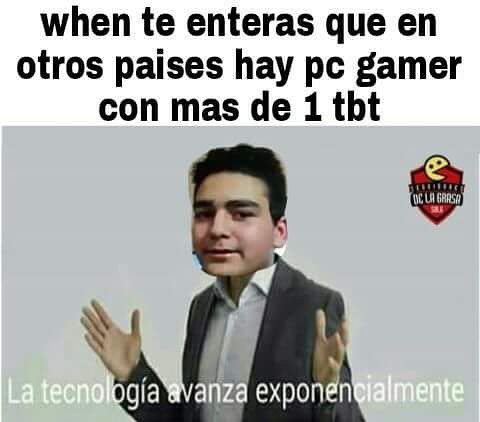 when te enteras que en
otros paises hay pc gamer
con mas de 1 tbt
DE LA GRASA
La tecnología avanza exponencialmente